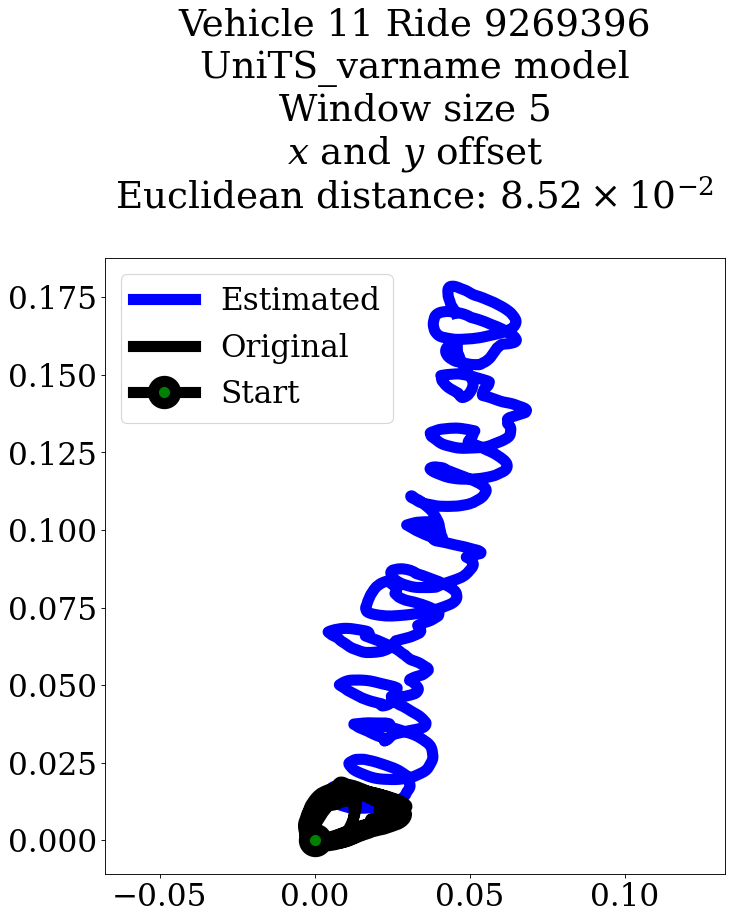 Vehicle 11 Ride 9269396
UniTS_varname model
Window size 5
x and y offset
Euclidean distance: 8.52 × 10⁻²
Estimated
Original
Start
0.175
0.150
0.125
0.100
0.075
0.050
0.025
0.000
−0.05 0.00 0.05 0.10